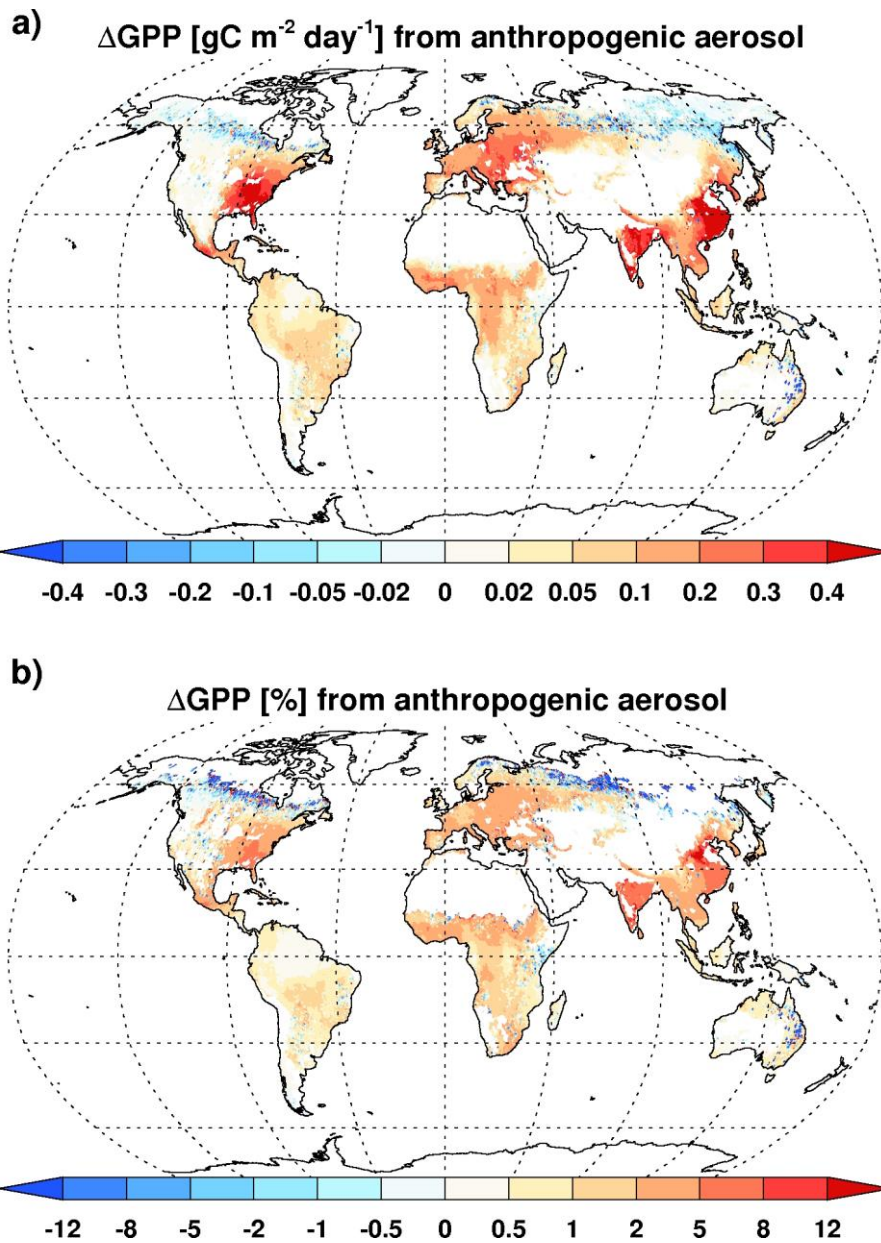 a)
ΔGPP [gC m⁻² day⁻¹] from anthropogenic aerosol
-0.4 -0.3 -0.2 -0.1 -0.05 -0.02 0 0.02 0.05 0.1 0.2 0.3 0.4
b)
ΔGPP [%] from anthropogenic aerosol
-12 -8 -5 -2 -1 -0.5 0 0.5 1 2 5 8 12